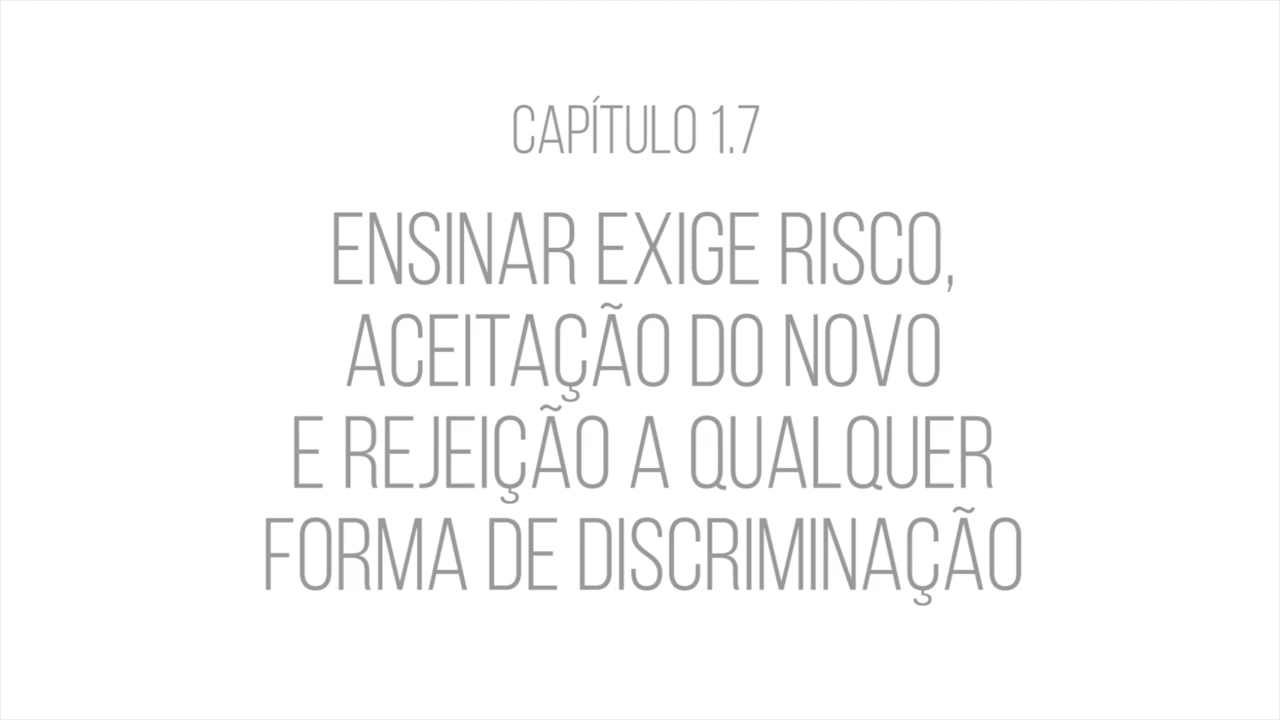 CAPÍTULO 1.7
ENSINAR EXIGE RISCO,
ACEITAÇÃO DO NOVO
E REJEIÇÃO A QUALQUER
FORMA DE DISCRIMINAÇÃO